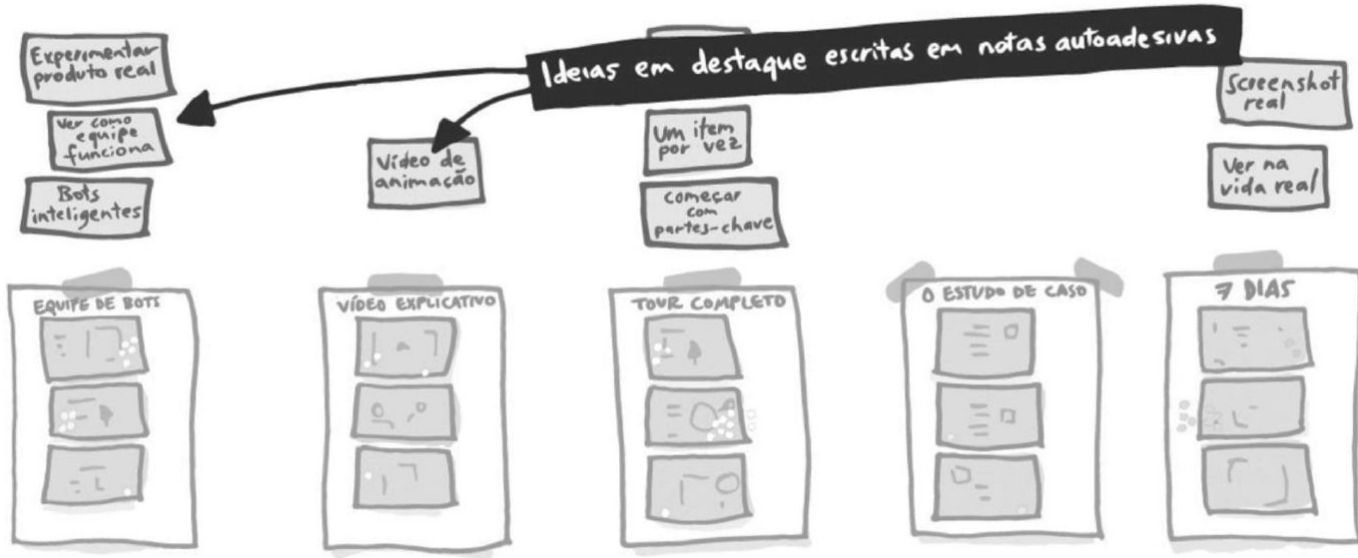 Ideias em destaque escritas em notas autoadesivas
Experimentar
produto real
Ver como
equipe
funciona
Bots
inteligentes
Vídeo de
animação
Um item
por vez
começar
com
partes-chave
Screenshot
real
Ver na
vida real
EQUIPE DE BOTS
VÍDEO EXPLICATIVO
TOUR COMPLETO
O ESTUDO DE CASO
7 DIAS